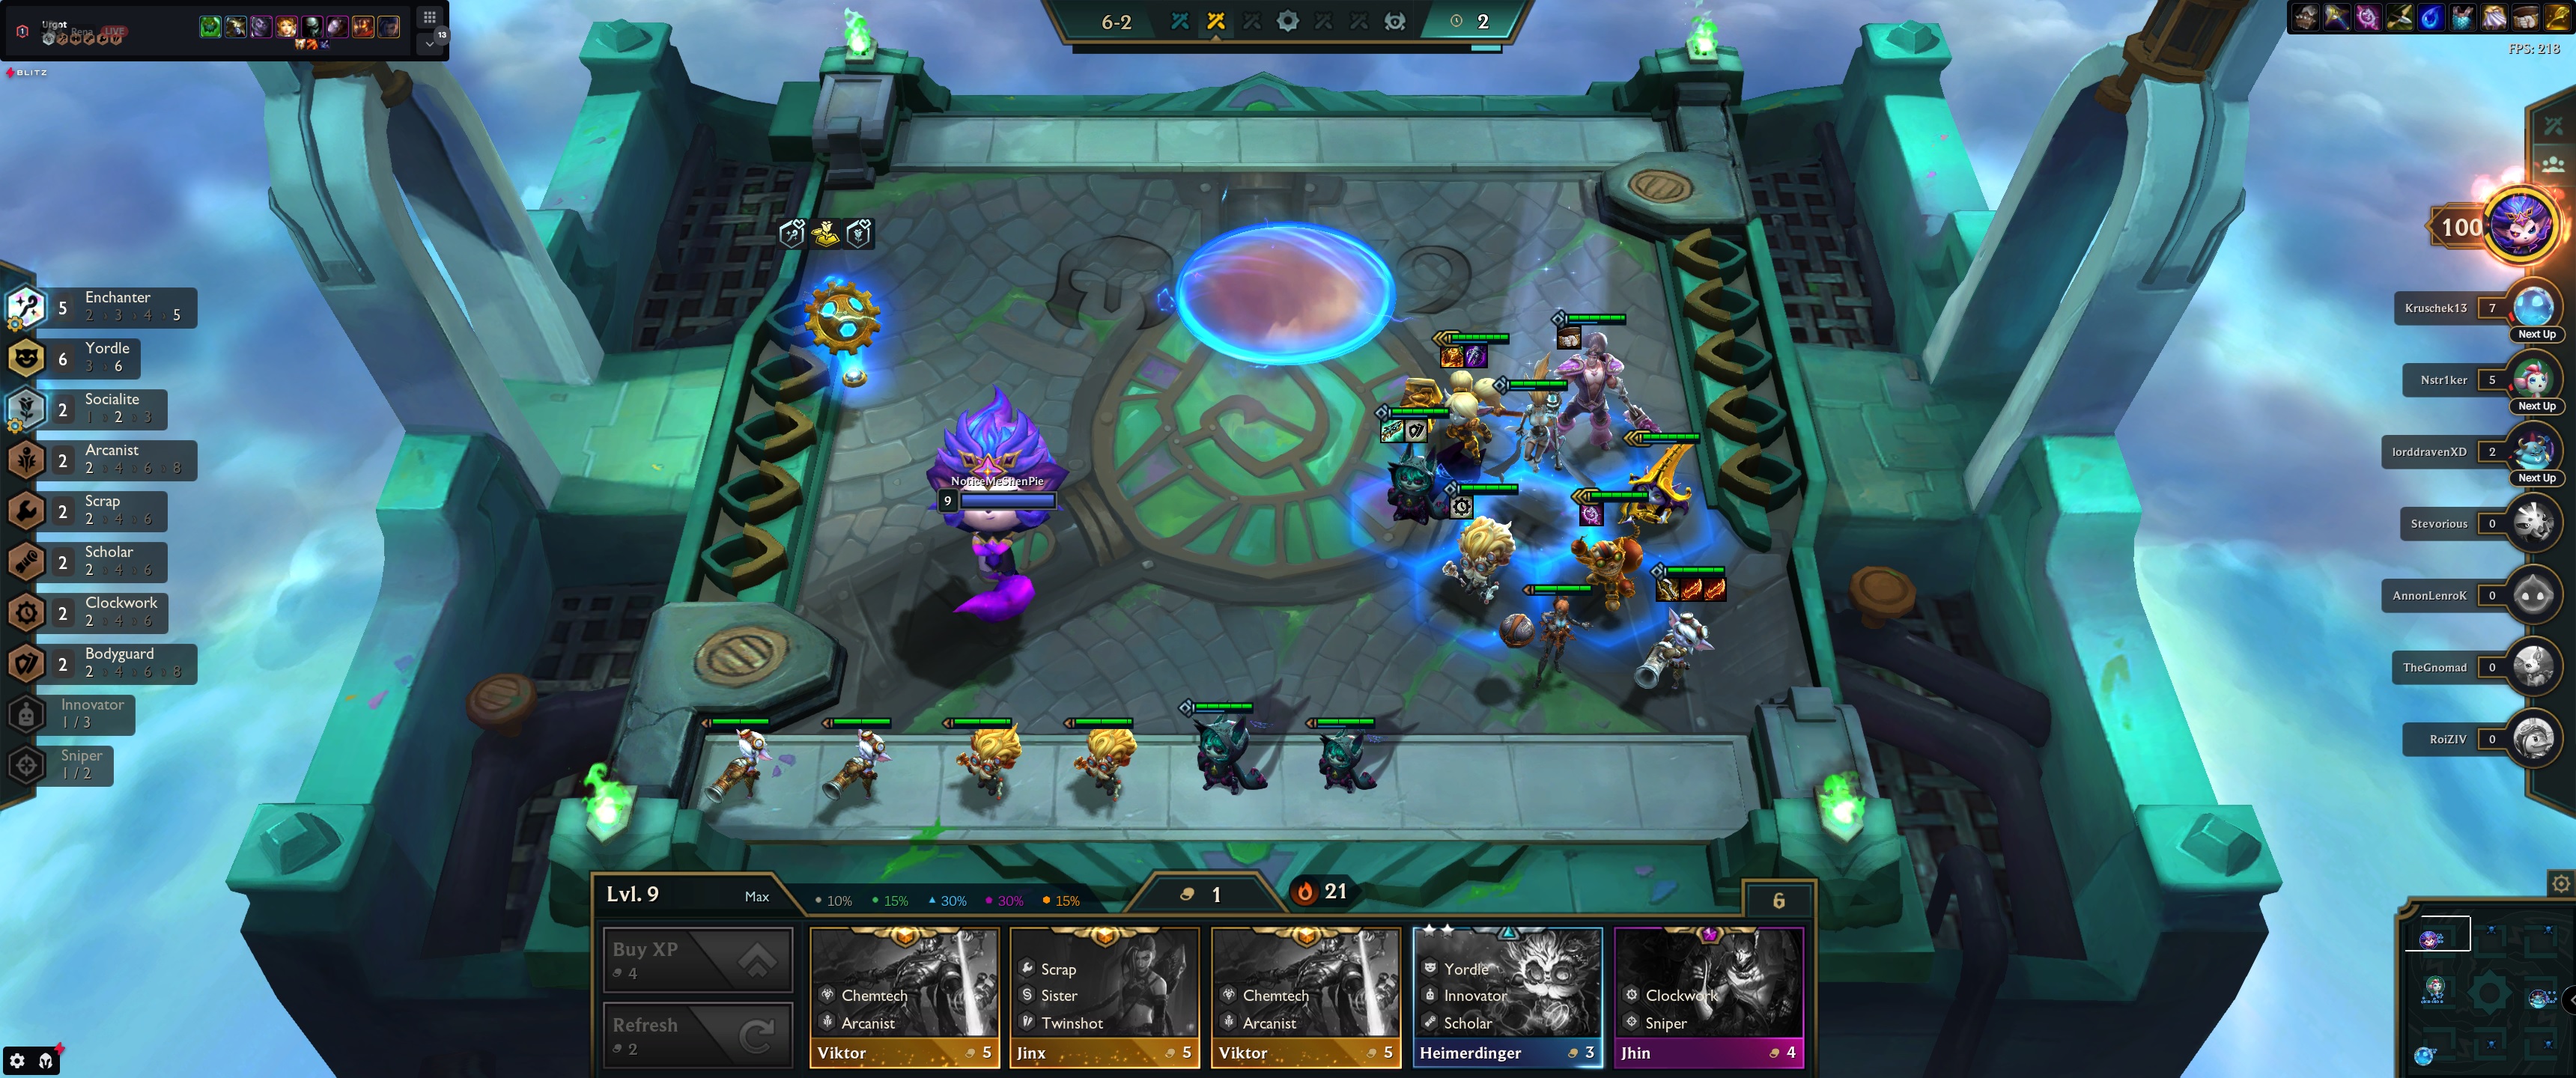 Urgot
LIVE
13
BLITZ
6-2
2
FPS: 218
5
Enchanter
2 › 3 › 4 › 5
6
Yordle
3 › 6
2
Socialite
1 › 2 › 3
2
Arcanist
2 › 4 › 6 › 8
2
Scrap
2 › 4 › 6
2
Scholar
2 › 4 › 6
2
Clockwork
2 › 4 › 6
2
Bodyguard
2 › 4 › 6 › 8
Innovator
1 / 3
Sniper
1 / 2
NoticeMeShenPie
9
100
Kruschek13 7
Next Up
Nstr1ker 5
Next Up
lorddravenXD 2
Next Up
Stevorious 0
AnnonLenroK 0
TheGnomad 0
RoiZIV 0
Lvl. 9
Max
10% 15% 30% 30% 15%
1
21
6
Buy XP
4
Refresh
2
Chemtech
Arcanist
Viktor 5
Scrap
Sister
Twinshot
Jinx 5
Chemtech
Arcanist
Viktor 5
Yordle
Innovator
Scholar
Heimerdinger 3
Clockwork
Sniper
Jhin 4